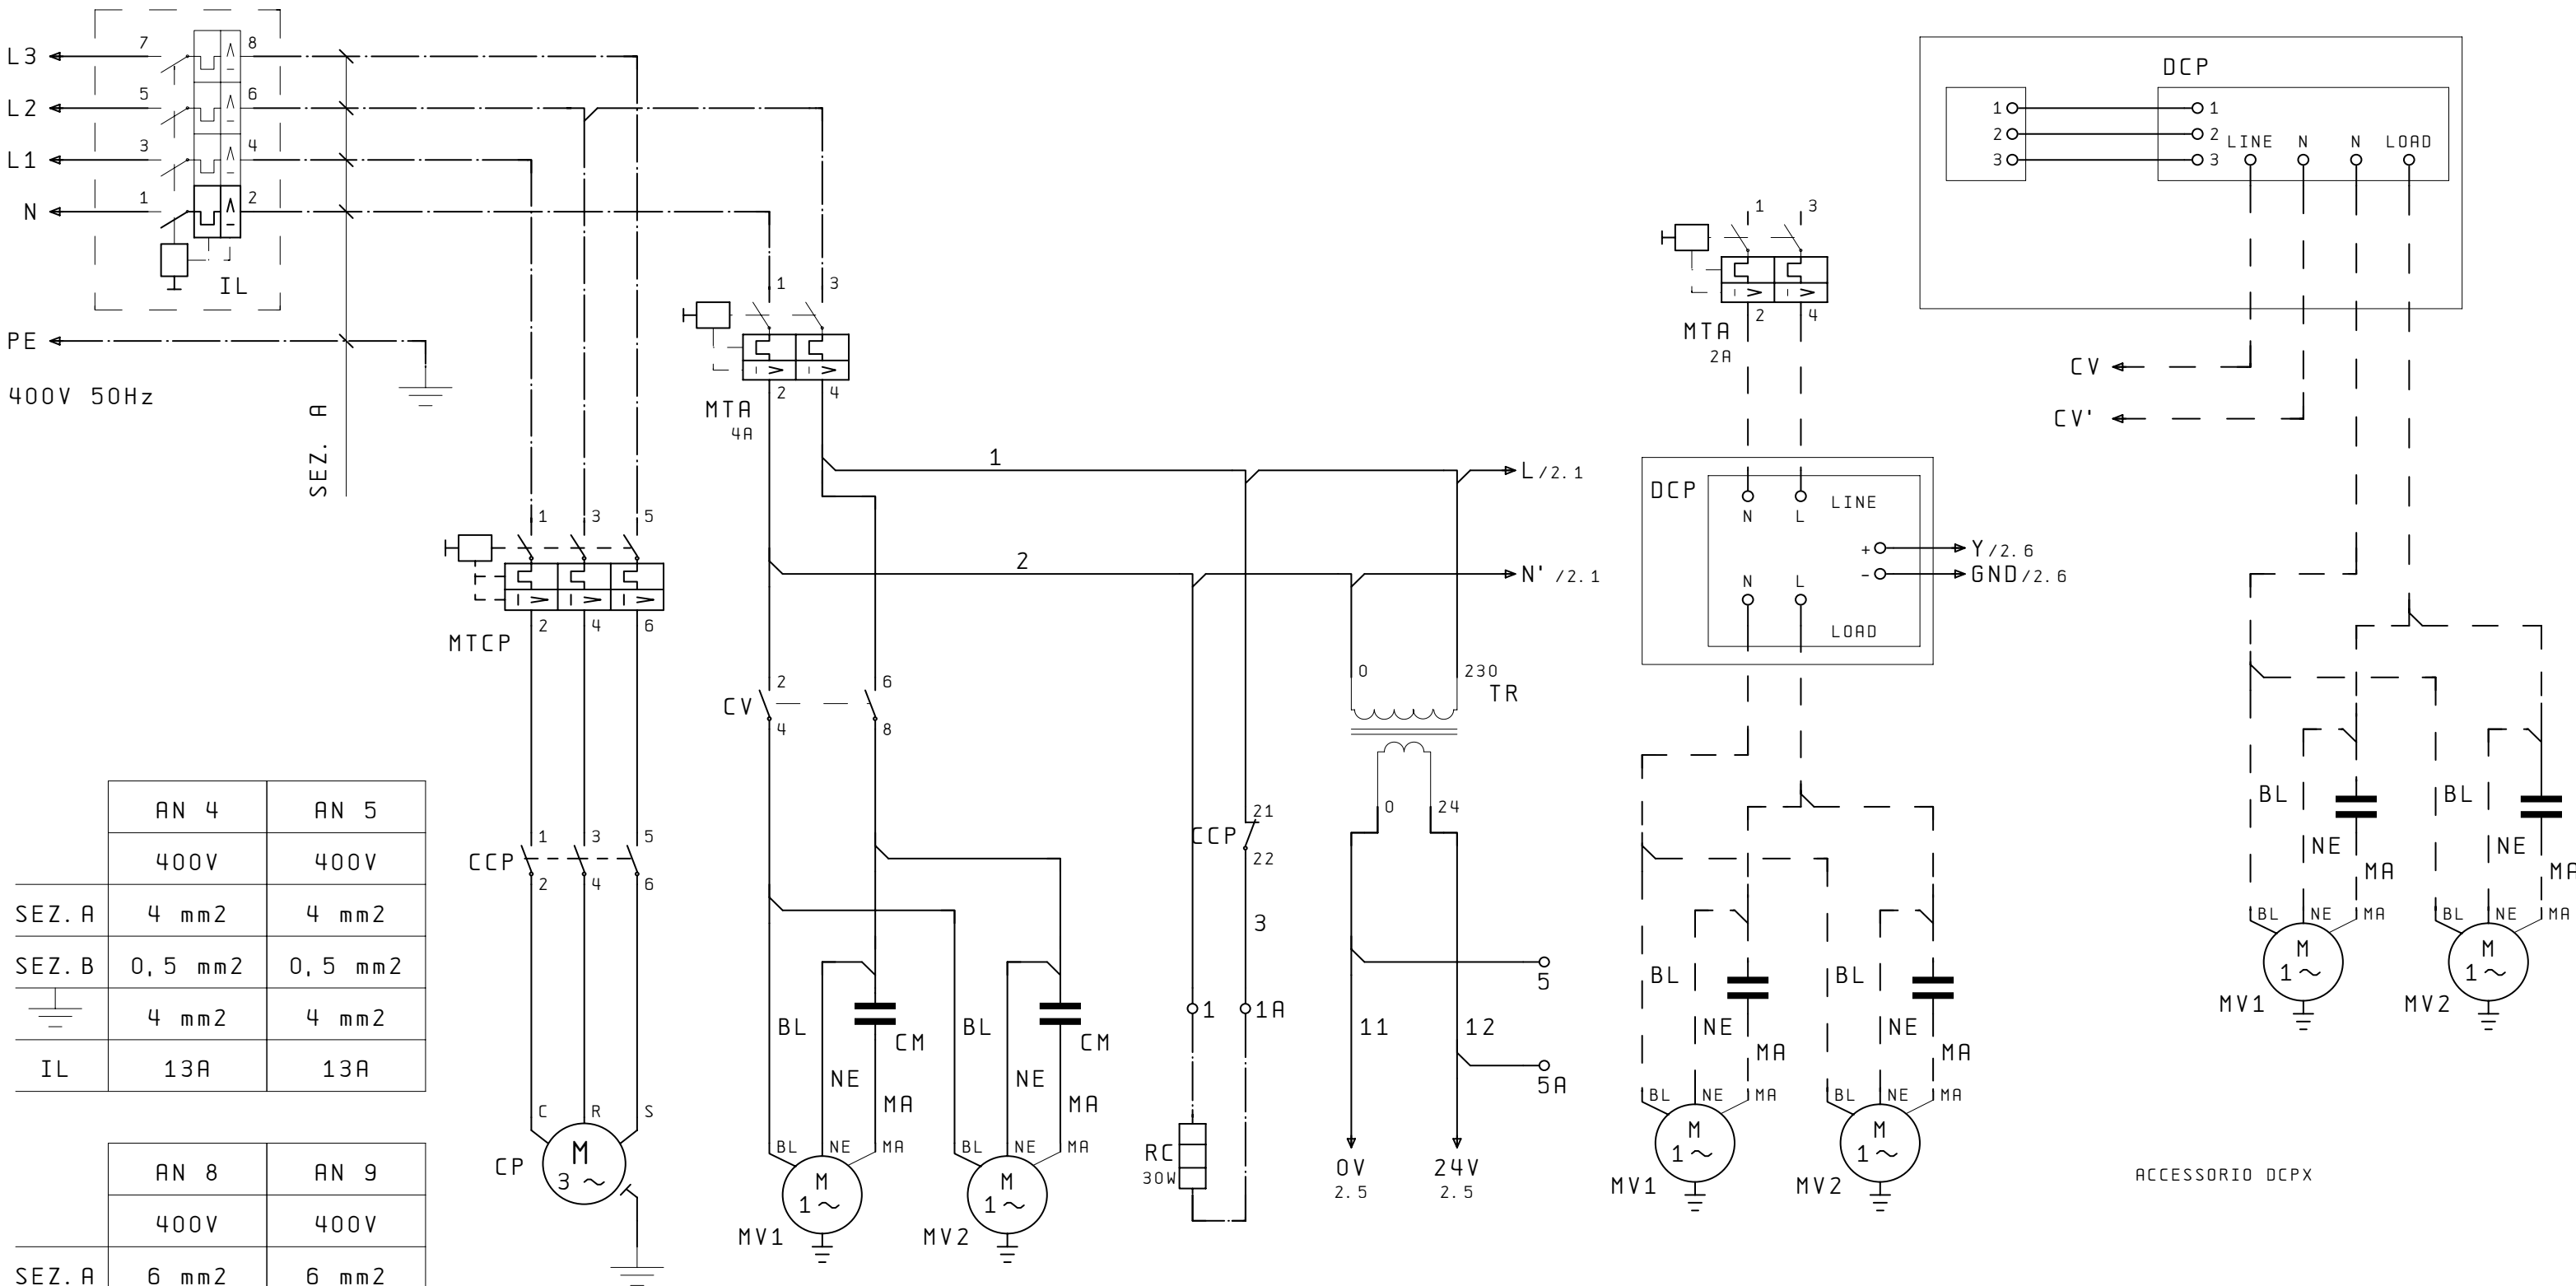 L3 7 8
L2 5 6
L1 3 4
N 1 2
IL
PE
400V 50Hz
SEZ. A
1 3 5
2 4 6
MTCP
1 3 5
CCP
2 4 6
C R S
M
3 ~
CP
1 3
2 4
MTA
4A
1
L/2.1
2
N' /2.1
2 6
CV
4 8
BL BL
CM CM
NE NE
MA MA
BL NE MA
BL NE MA
M
1 ~
MV1
M
1 ~
MV2
21
CCP
22
3
1 1A
RC
30W
0 230
TR
0 24
5
11 12
5A
0V 24V
2.5 2.5
1 3
2 4
MTA
2A
DCP
LINE
N L
+ Y/2.6
- GND/2.6
N L
LOAD
BL BL
NE NE
MA MA
BL NE MA
BL NE MA
M
1 ~
MV1
M
1 ~
MV2
DCP
1 1
2 2
3 3
LINE N N LOAD
CV
CV'
BL BL
NE NE
MA MA
BL NE MA
BL NE MA
M
1 ~
MV1
M
1 ~
MV2
ACCESSORIO DCPX
AN 4 AN 5
400V 400V
SEZ.A 4 mm2 4 mm2
SEZ.B 0,5 mm2 0,5 mm2
4 mm2 4 mm2
IL 13A 13A
AN 8 AN 9
400V 400V
SEZ.A 6 mm2 6 mm2